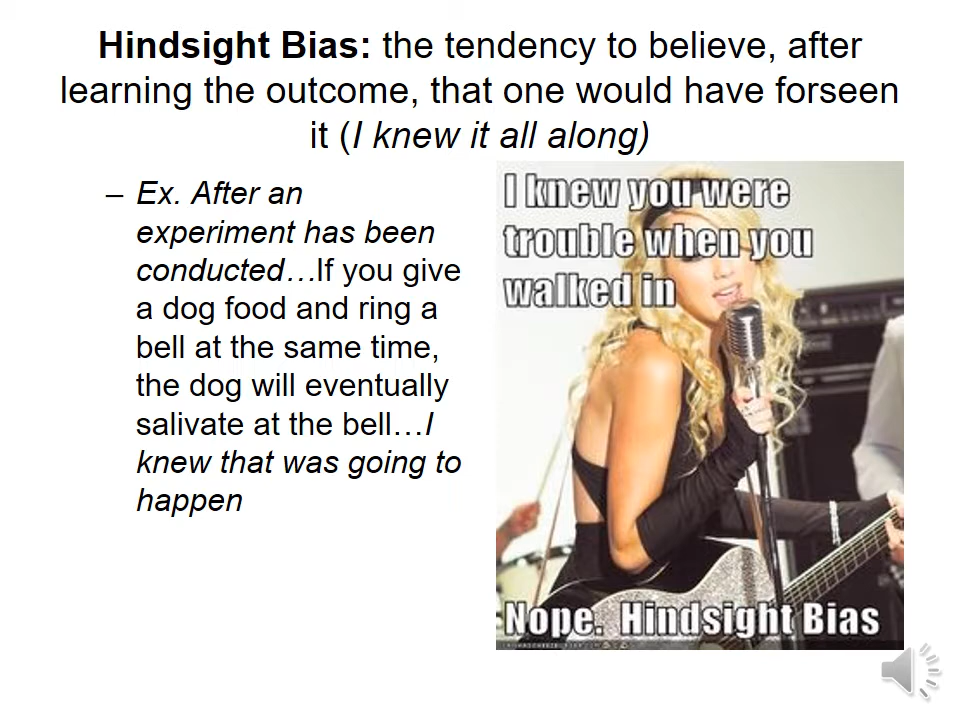 Hindsight Bias: the tendency to believe, after
learning the outcome, that one would have forseen
it (I knew it all along)
– Ex. After an
experiment has been
conducted…If you give
a dog food and ring a
bell at the same time,
the dog will eventually
salivate at the bell…I
knew that was going to
happen
I knew you were
trouble when you
walked in
Nope. Hindsight Bias